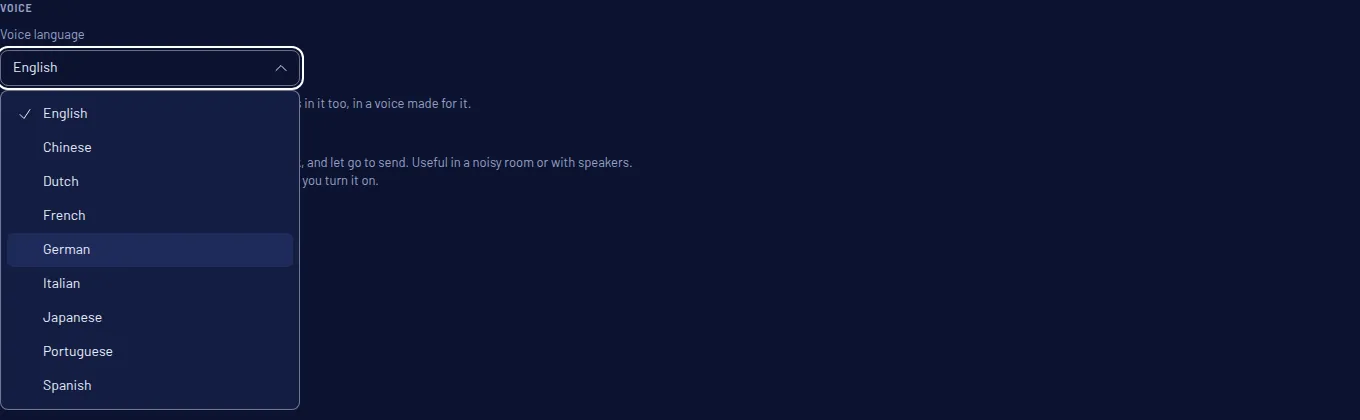 VOICE
Voice language
English
English
in it too, in a voice made for it.
Chinese
, and let go to send. Useful in a noisy room or with speakers.
Dutch
you turn it on.
French
German
Italian
Japanese
Portuguese
Spanish